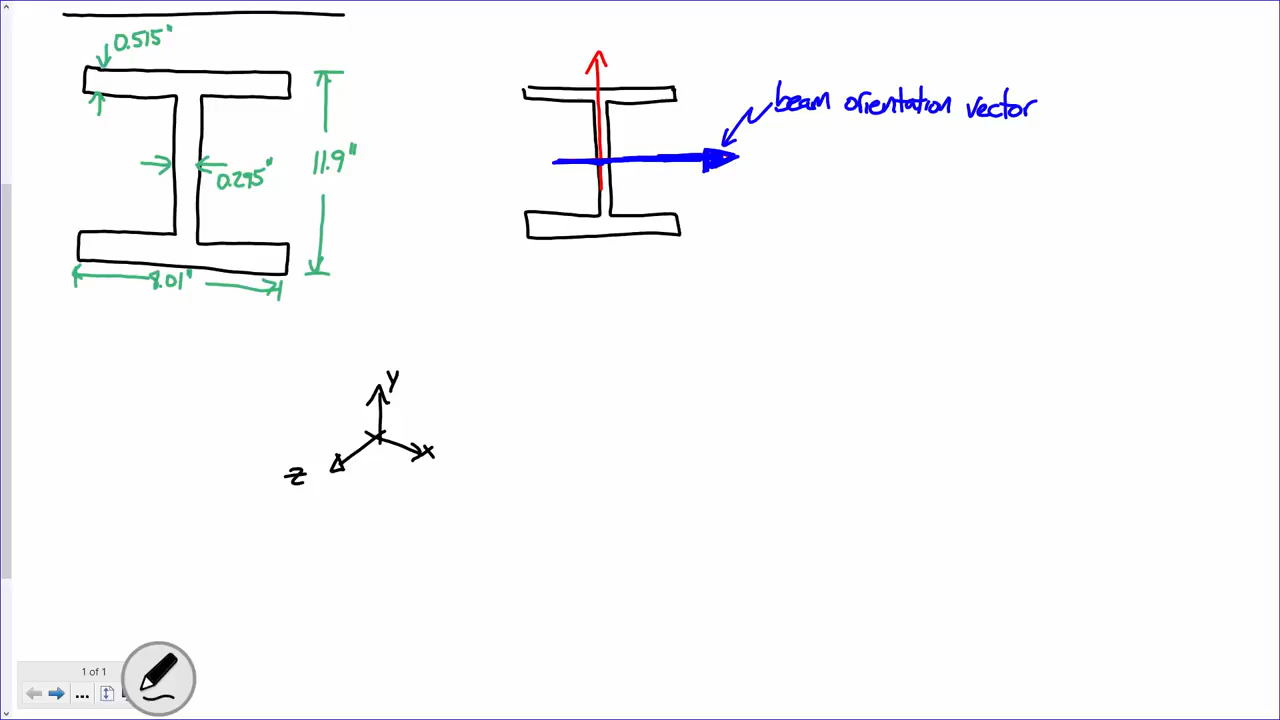 0.515"
beam orientation vector
11.9"
0.295"
8.01"
y
x
z
1 of 1
...